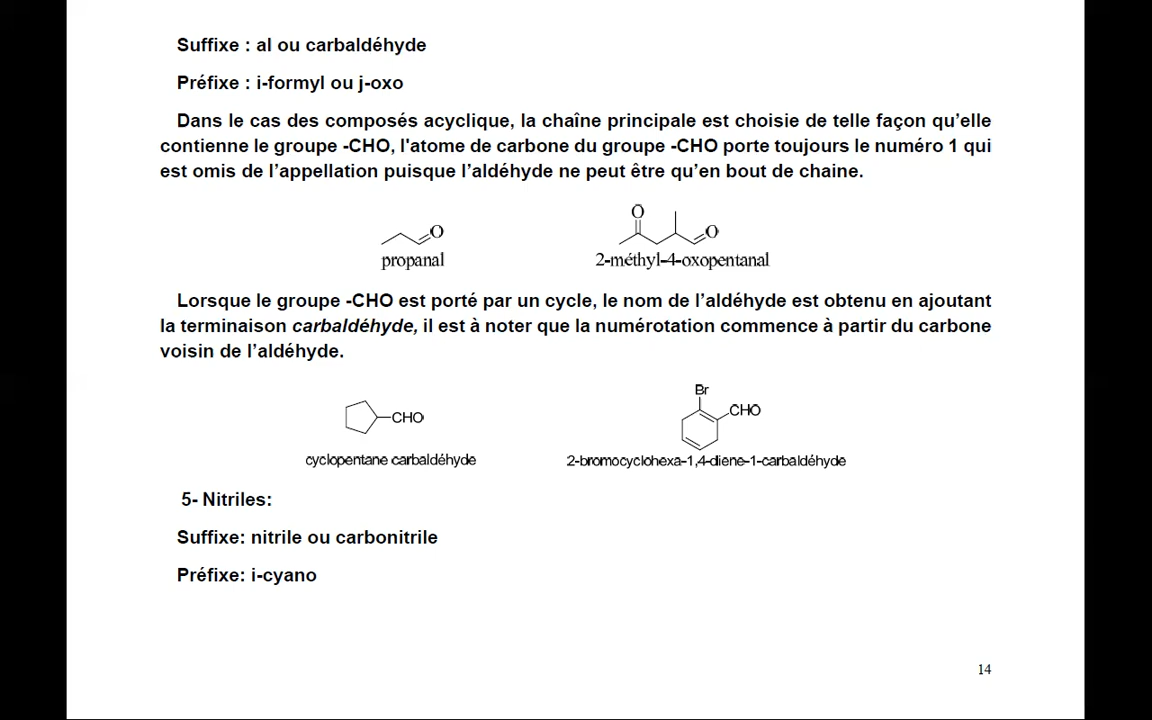 Suffixe : al ou carbaldéhyde
Préfixe : i-formyl ou j-oxo
Dans le cas des composés acyclique, la chaîne principale est choisie de telle façon qu’elle
contienne le groupe -CHO, l'atome de carbone du groupe -CHO porte toujours le numéro 1 qui
est omis de l’appellation puisque l’aldéhyde ne peut être qu’en bout de chaine.
O
O
O
propanal
2-méthyl-4-oxopentanal
Lorsque le groupe -CHO est porté par un cycle, le nom de l’aldéhyde est obtenu en ajoutant
la terminaison carbaldéhyde, il est à noter que la numérotation commence à partir du carbone
voisin de l’aldéhyde.
Br
CHO
CHO
cyclopentane carbaldéhyde
2-bromocyclohexa-1,4-diene-1-carbaldéhyde
5- Nitriles:
Suffixe: nitrile ou carbonitrile
Préfixe: i-cyano
14